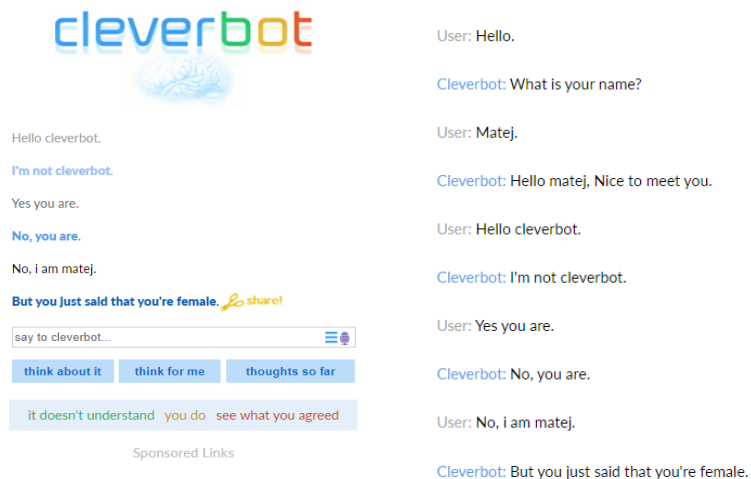 cleverbot
Hello cleverbot.
I'm not cleverbot.
Yes you are.
No, you are.
No, i am matej.
But you just said that you're female. share!
say to cleverbot...
think about it think for me thoughts so far
it doesn't understand you do see what you agreed
Sponsored Links
User: Hello.
Cleverbot: What is your name?
User: Matej.
Cleverbot: Hello matej, Nice to meet you.
User: Hello cleverbot.
Cleverbot: I'm not cleverbot.
User: Yes you are.
Cleverbot: No, you are.
User: No, i am matej.
Cleverbot: But you just said that you're female.